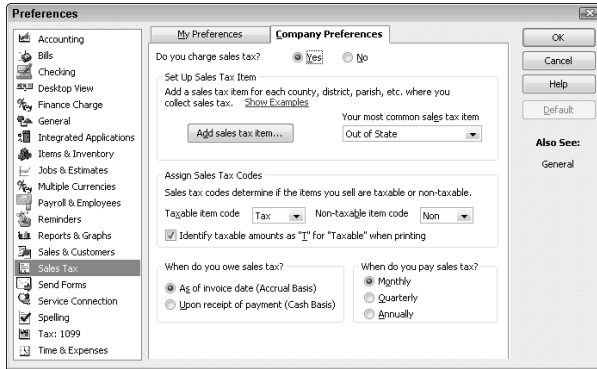 Preferences
Accounting
Bills
Checking
Desktop View
Finance Charge
General
Integrated Applications
Items & Inventory
Jobs & Estimates
Multiple Currencies
Payroll & Employees
Reminders
Reports & Graphs
Sales & Customers
Sales Tax
Send Forms
Service Connection
Spelling
Tax: 1099
Time & Expenses
My Preferences
Company Preferences
Do you charge sales tax? Yes No
Set Up Sales Tax Item
Add a sales tax item for each county, district, parish, etc. where you
collect sales tax. Show Examples
Your most common sales tax item
Add sales tax item... Out of State
Assign Sales Tax Codes
Sales tax codes determine if the items you sell are taxable or non-taxable.
Taxable item code Tax Non-taxable item code Non
Identify taxable amounts as "T" for "Taxable" when printing
When do you owe sales tax?
As of invoice date (Accrual Basis)
Upon receipt of payment (Cash Basis)
When do you pay sales tax?
Monthly
Quarterly
Annually
OK
Cancel
Help
Default
Also See:
General